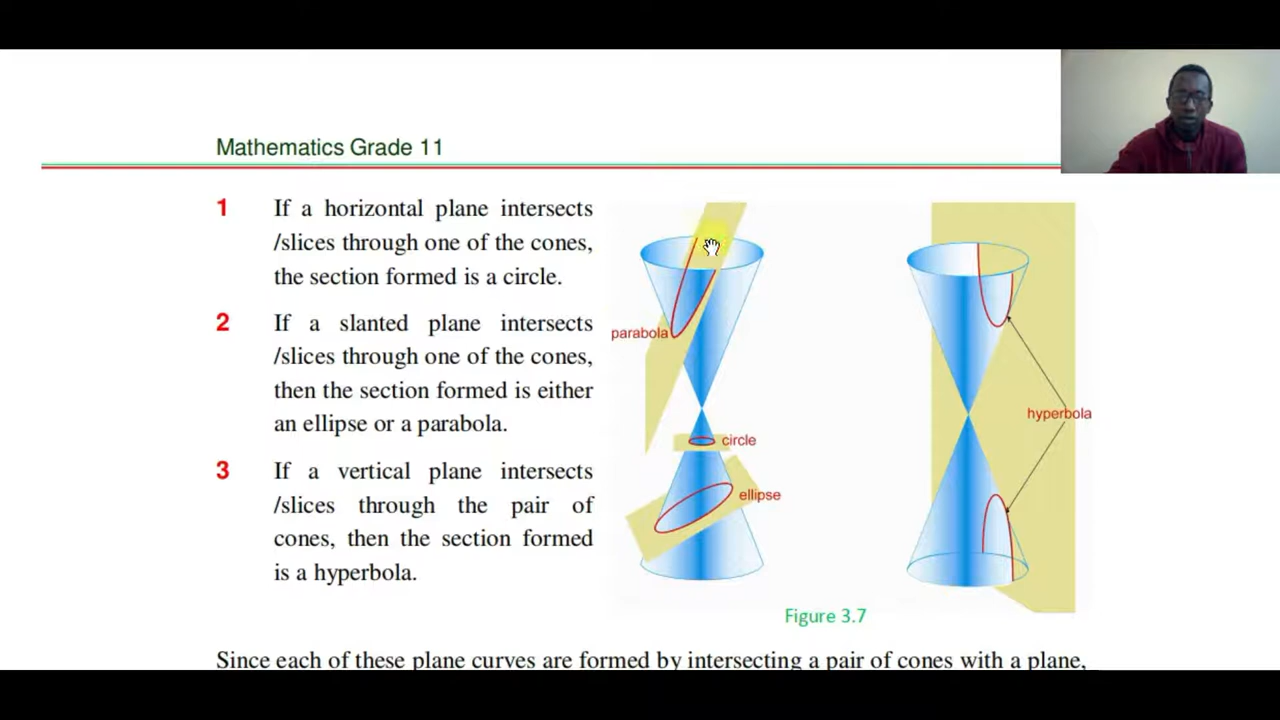 Mathematics Grade 11
1 If a horizontal plane intersects
/slices through one of the cones,
the section formed is a circle.
2 If a slanted plane intersects
/slices through one of the cones,
then the section formed is either
an ellipse or a parabola.
3 If a vertical plane intersects
/slices through the pair of
cones, then the section formed
is a hyperbola.
parabola
circle
ellipse
hyperbola
Figure 3.7
Since each of these plane curves are formed by intersecting a pair of cones with a plane,